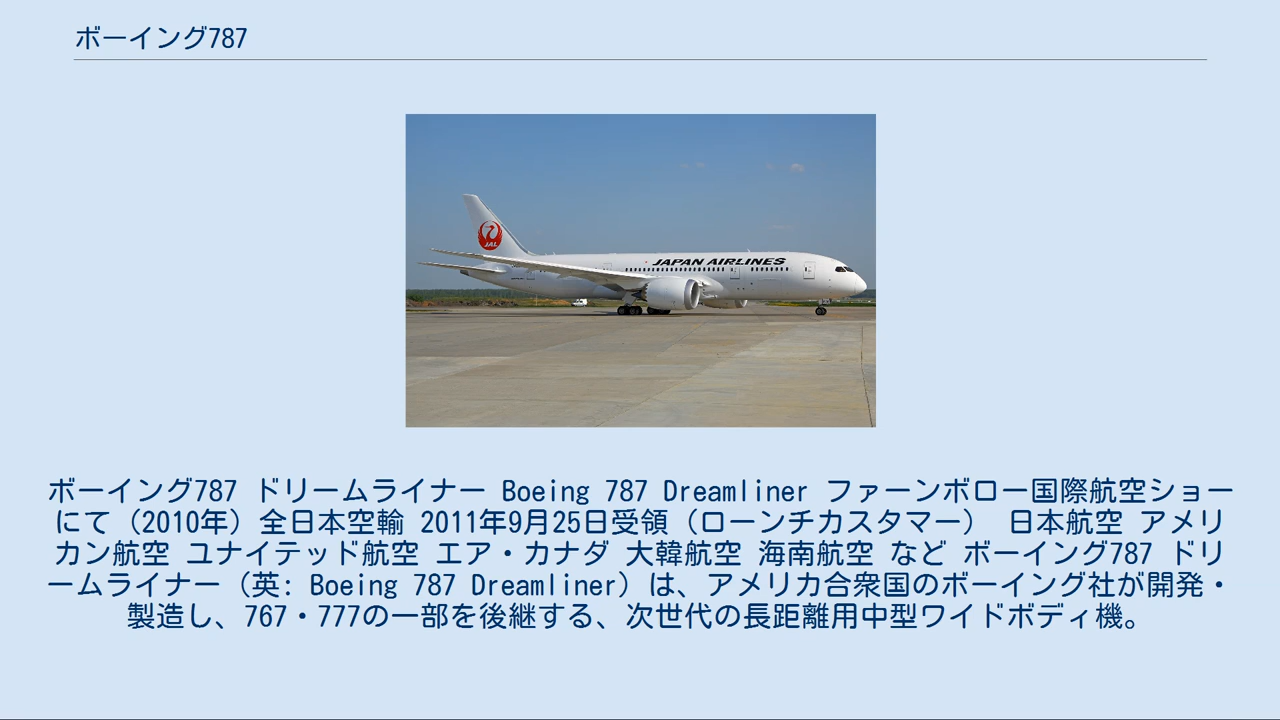 ボーイング787
JAL
JAPAN AIRLINES
ボーイング787 ドリームライナー Boeing 787 Dreamliner ファーンボロー国際航空ショー
にて（2010年）全日本空輸 2011年9月25日受領（ローンチカスタマー） 日本航空 アメリ
カン航空 ユナイテッド航空 エア・カナダ 大韓航空 海南航空 など ボーイング787 ドリ
ームライナー（英: Boeing 787 Dreamliner）は、アメリカ合衆国のボーイング社が開発・
製造し、767・777の一部を後継する、次世代の長距離用中型ワイドボディ機。